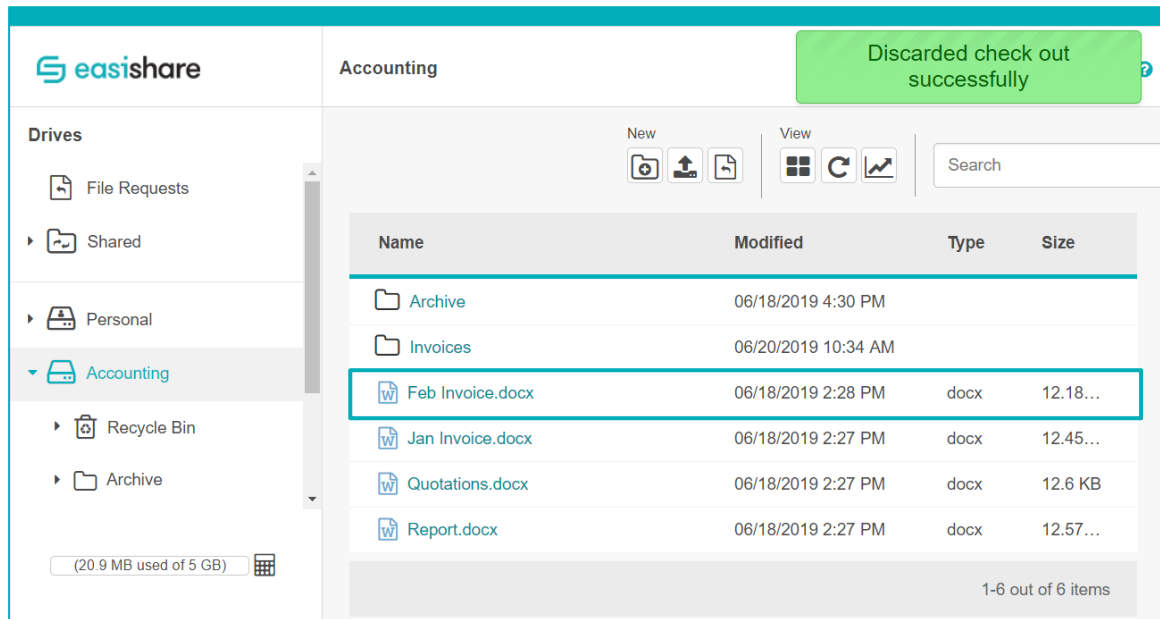 easishare
Accounting
Discarded check out
successfully
Drives
File Requests
Shared
Personal
Accounting
Recycle Bin
Archive
(20.9 MB used of 5 GB)
New
View
Search
Name Modified Type Size
Archive 06/18/2019 4:30 PM
Invoices 06/20/2019 10:34 AM
Feb Invoice.docx 06/18/2019 2:28 PM docx 12.18...
Jan Invoice.docx 06/18/2019 2:27 PM docx 12.45...
Quotations.docx 06/18/2019 2:27 PM docx 12.6 KB
Report.docx 06/18/2019 2:27 PM docx 12.57...
1-6 out of 6 items